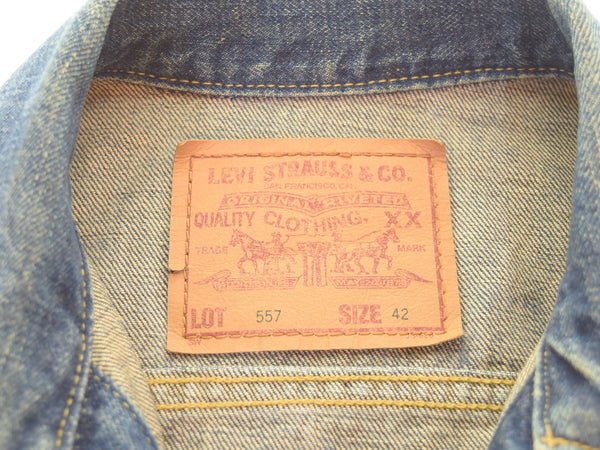 LEVI STRAUSS & CO.
SAN FRANCISCO, CAL.
ORIGINAL RIVETED
QUALITY CLOTHING. XX
TRADE MARK
LOT 557 SIZE 42